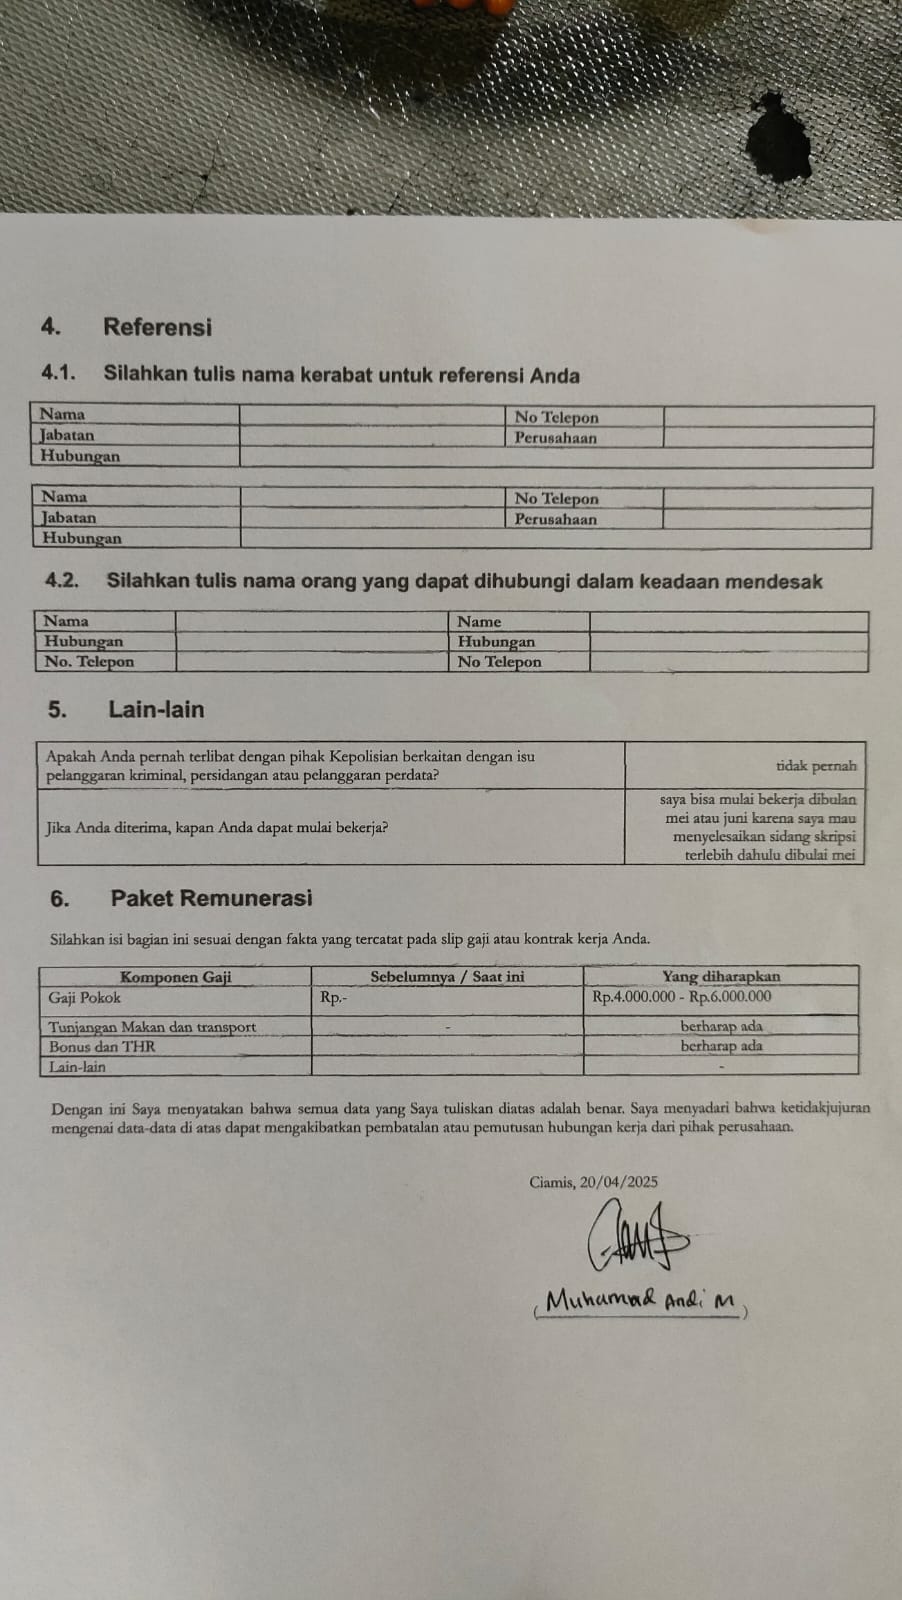 4. Referensi
4.1. Silahkan tulis nama kerabat untuk referensi Anda
Nama No Telepon
Jabatan Perusahaan
Hubungan
Nama No Telepon
Jabatan Perusahaan
Hubungan
4.2. Silahkan tulis nama orang yang dapat dihubungi dalam keadaan mendesak
Nama Name
Hubungan Hubungan
No. Telepon No Telepon
5. Lain-lain
Apakah Anda pernah terlibat dengan pihak Kepolisian berkaitan dengan isu
pelanggaran kriminal, persidangan atau pelanggaran perdata?
tidak pernah
Jika Anda diterima, kapan Anda dapat mulai bekerja?
saya bisa mulai bekerja dibulan
mei atau juni karena saya mau
menyelesaikan sidang skripsi
terlebih dahulu dibulai mei
6. Paket Remunerasi
Silahkan isi bagian ini sesuai dengan fakta yang tercatat pada slip gaji atau kontrak kerja Anda.
Komponen Gaji Sebelumnya / Saat ini Yang diharapkan
Gaji Pokok Rp.- Rp.4.000.000 - Rp.6.000.000
Tunjangan Makan dan transport - berharap ada
Bonus dan THR berharap ada
Lain-lain -
Dengan ini Saya menyatakan bahwa semua data yang Saya tuliskan diatas adalah benar. Saya menyadari bahwa ketidakjujuran
mengenai data-data di atas dapat mengakibatkan pembatalan atau pemutusan hubungan kerja dari pihak perusahaan.
Ciamis, 20/04/2025
(Muhamad Andi M)